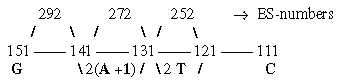 292 272 252 → ES-numbers
\ / \ / \ /
151 —— 141 ——131 —— 121 —— 111
G \2(A +1) / \ 2 T / C